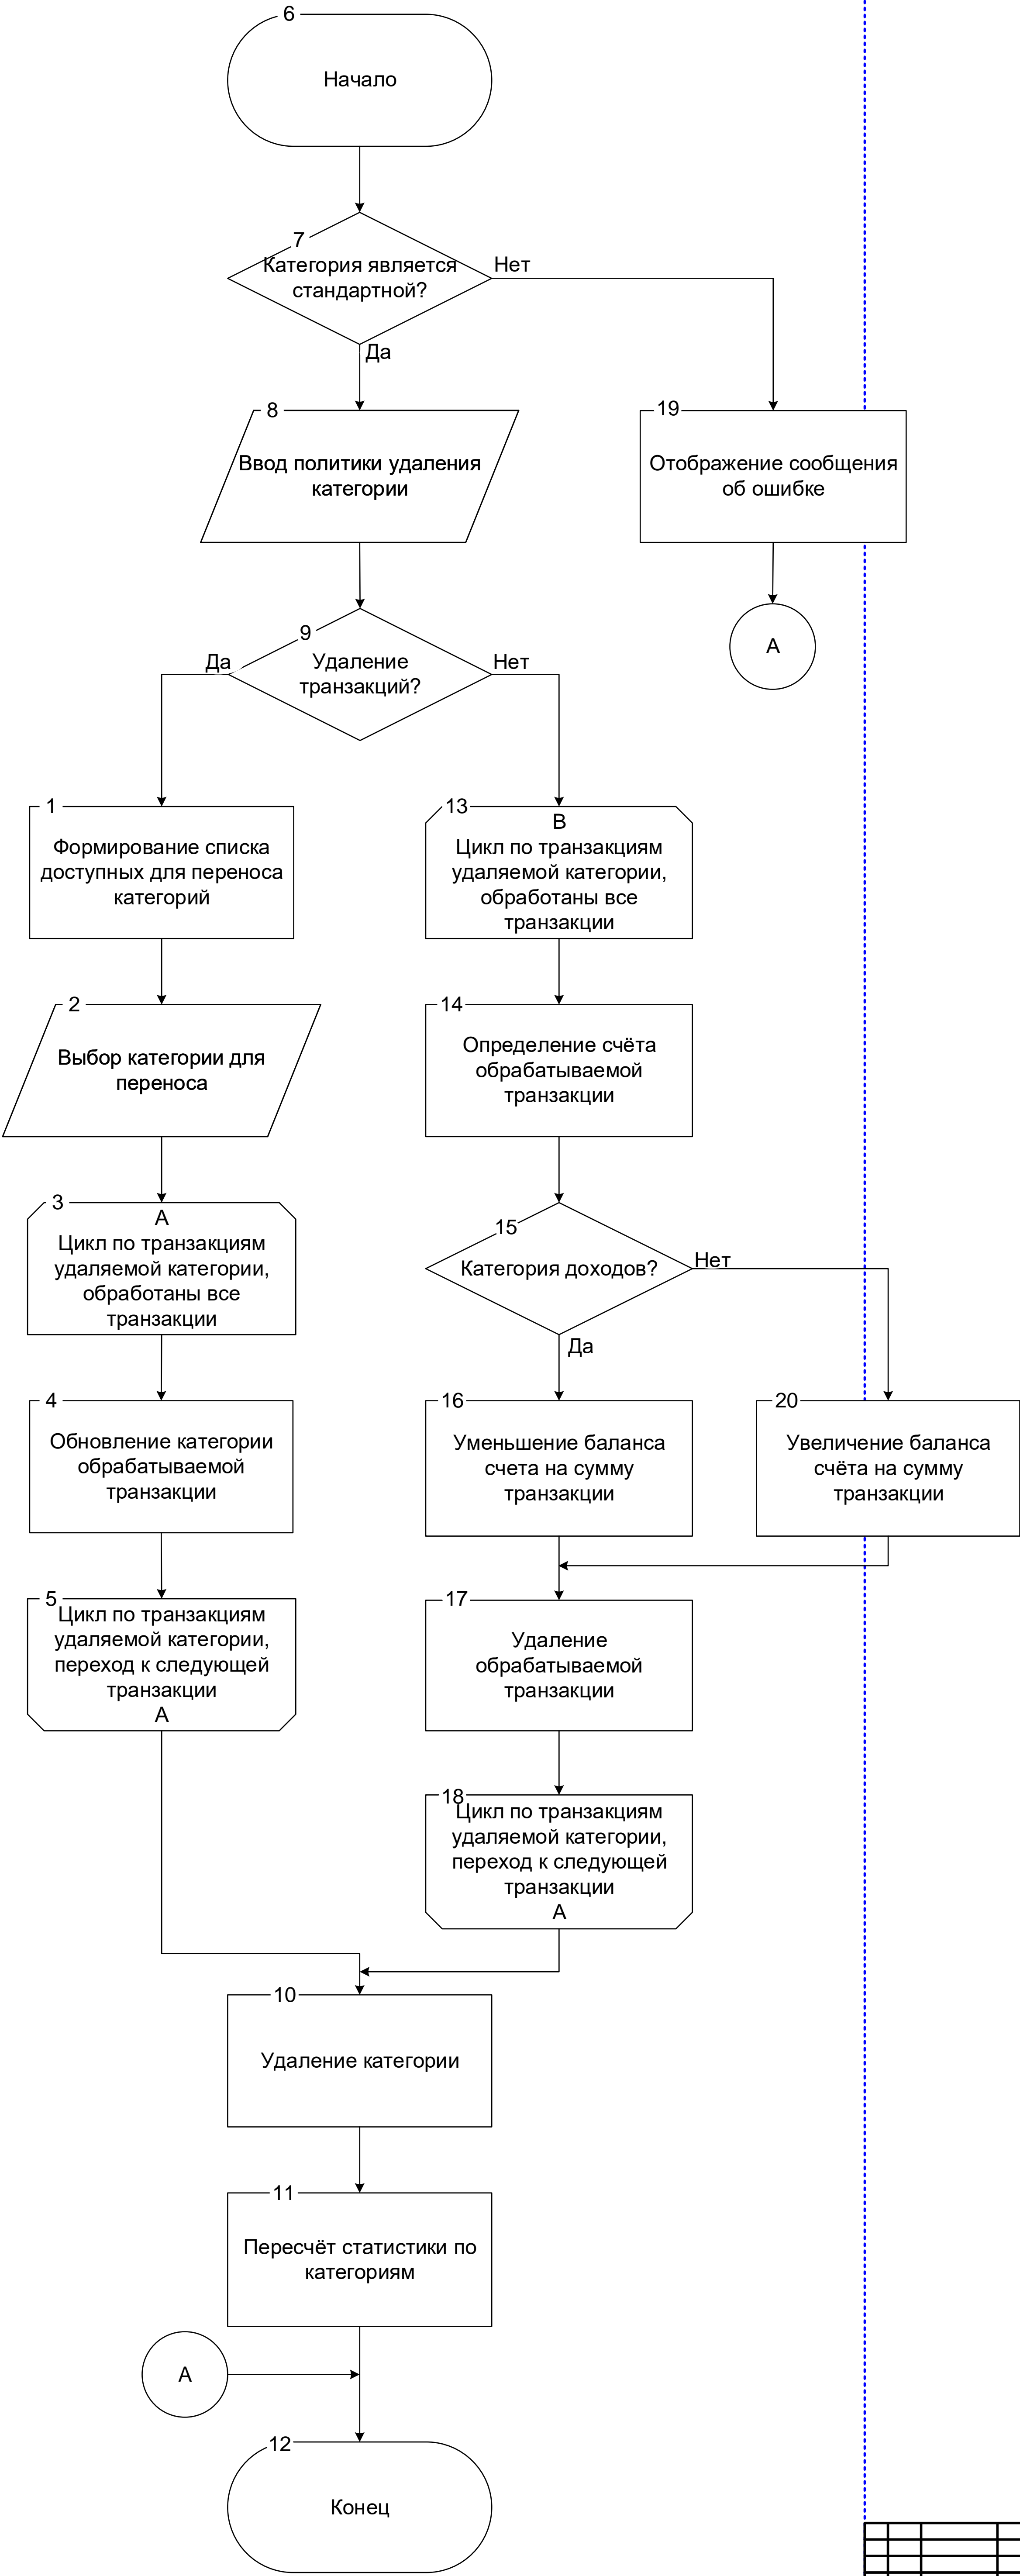 6
Начало
7
Категория является
стандартной?
Нет
Да
8
Ввод политики удаления
категории
19
Отображение сообщения
об ошибке
А
9
Удаление
транзакций?
Да
Нет
1
Формирование списка
доступных для переноса
категорий
13
В
Цикл по транзакциям
удаляемой категории,
обработаны все
транзакции
2
Выбор категории для
переноса
14
Определение счёта
обрабатываемой
транзакции
3
А
Цикл по транзакциям
удаляемой категории,
обработаны все
транзакции
15
Категория доходов?
Нет
Да
4
Обновление категории
обрабатываемой
транзакции
16
Уменьшение баланса
счета на сумму
транзакции
20
Увеличение баланса
счёта на сумму
транзакции
5
Цикл по транзакциям
удаляемой категории,
переход к следующей
транзакции
А
17
Удаление
обрабатываемой
транзакции
18
Цикл по транзакциям
удаляемой категории,
переход к следующей
транзакции
А
10
Удаление категории
11
Пересчёт статистики по
категориям
А
12
Конец